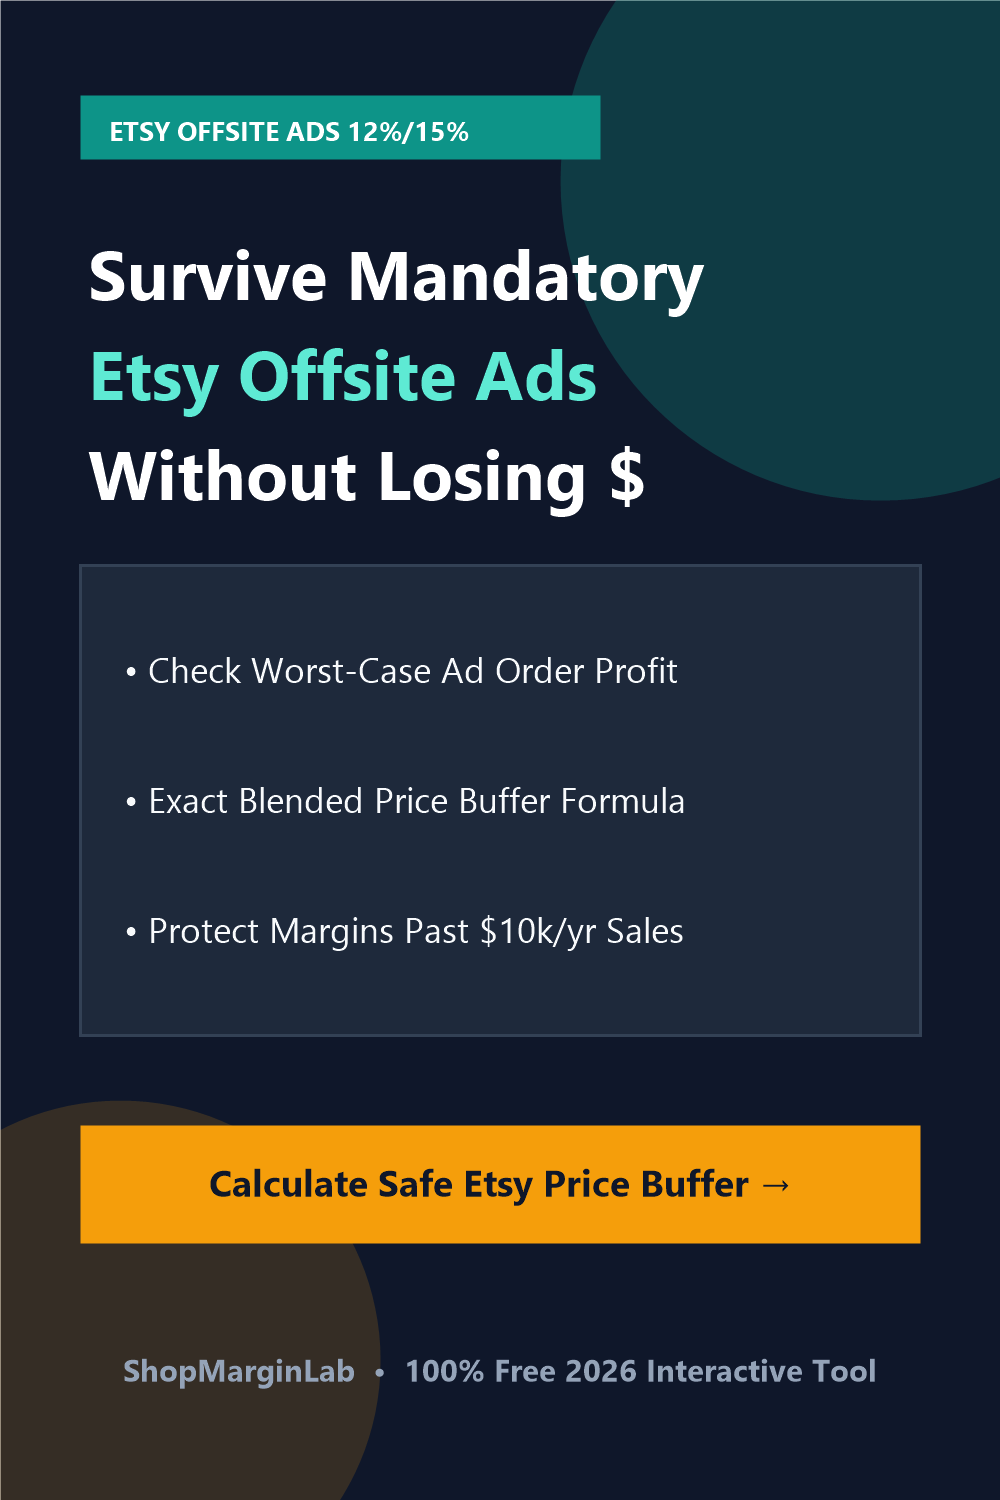 ETSY OFFSITE ADS 12%/15%
Survive Mandatory
Etsy Offsite Ads
Without Losing $
• Check Worst-Case Ad Order Profit
• Exact Blended Price Buffer Formula
• Protect Margins Past $10k/yr Sales
Calculate Safe Etsy Price Buffer →
ShopMarginLab • 100% Free 2026 Interactive Tool